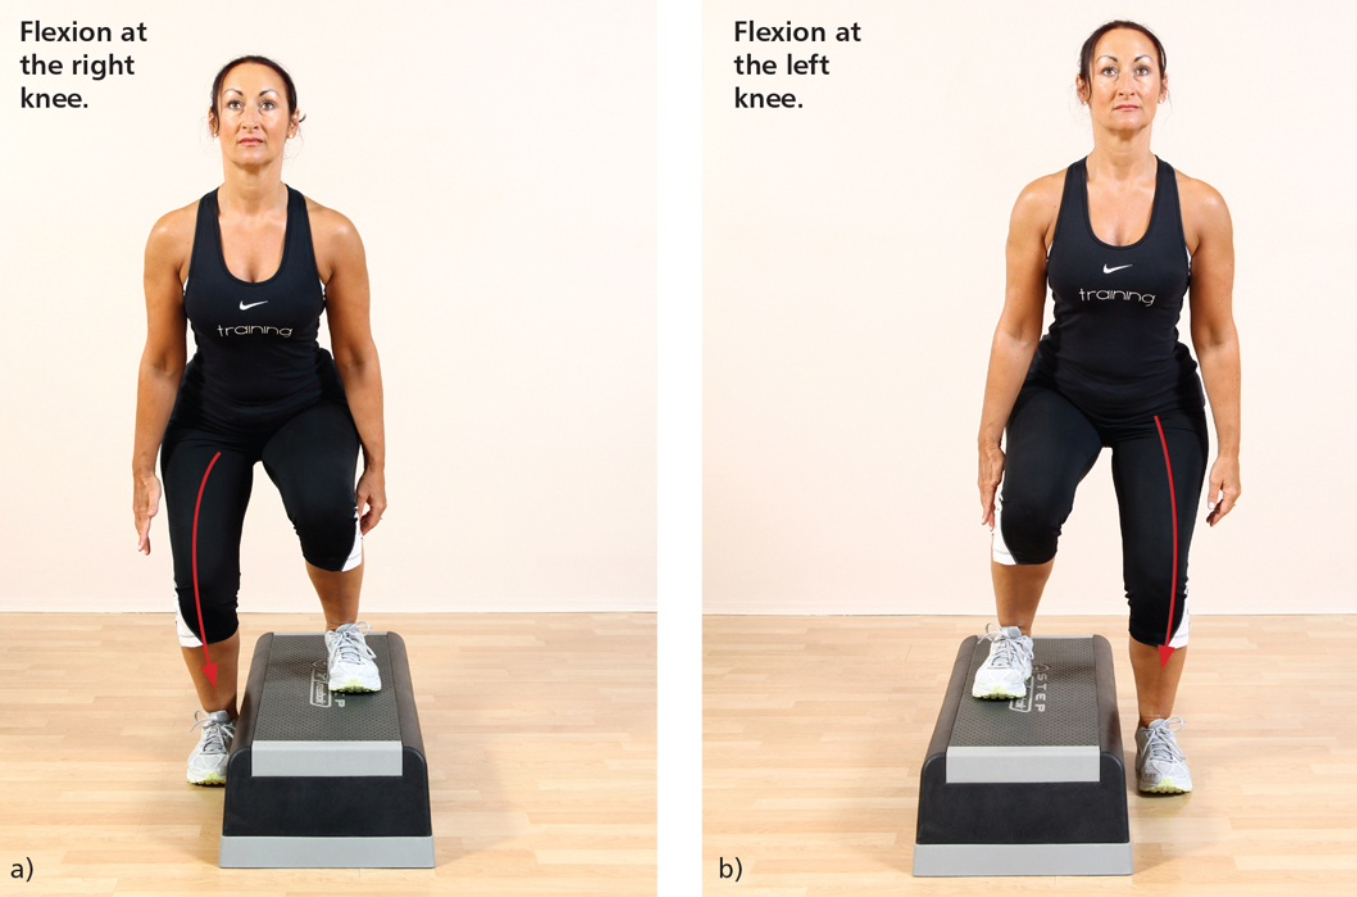 Flexion at
the right
knee.
training
a)
Flexion at
the left
knee.
training
STEP
b)